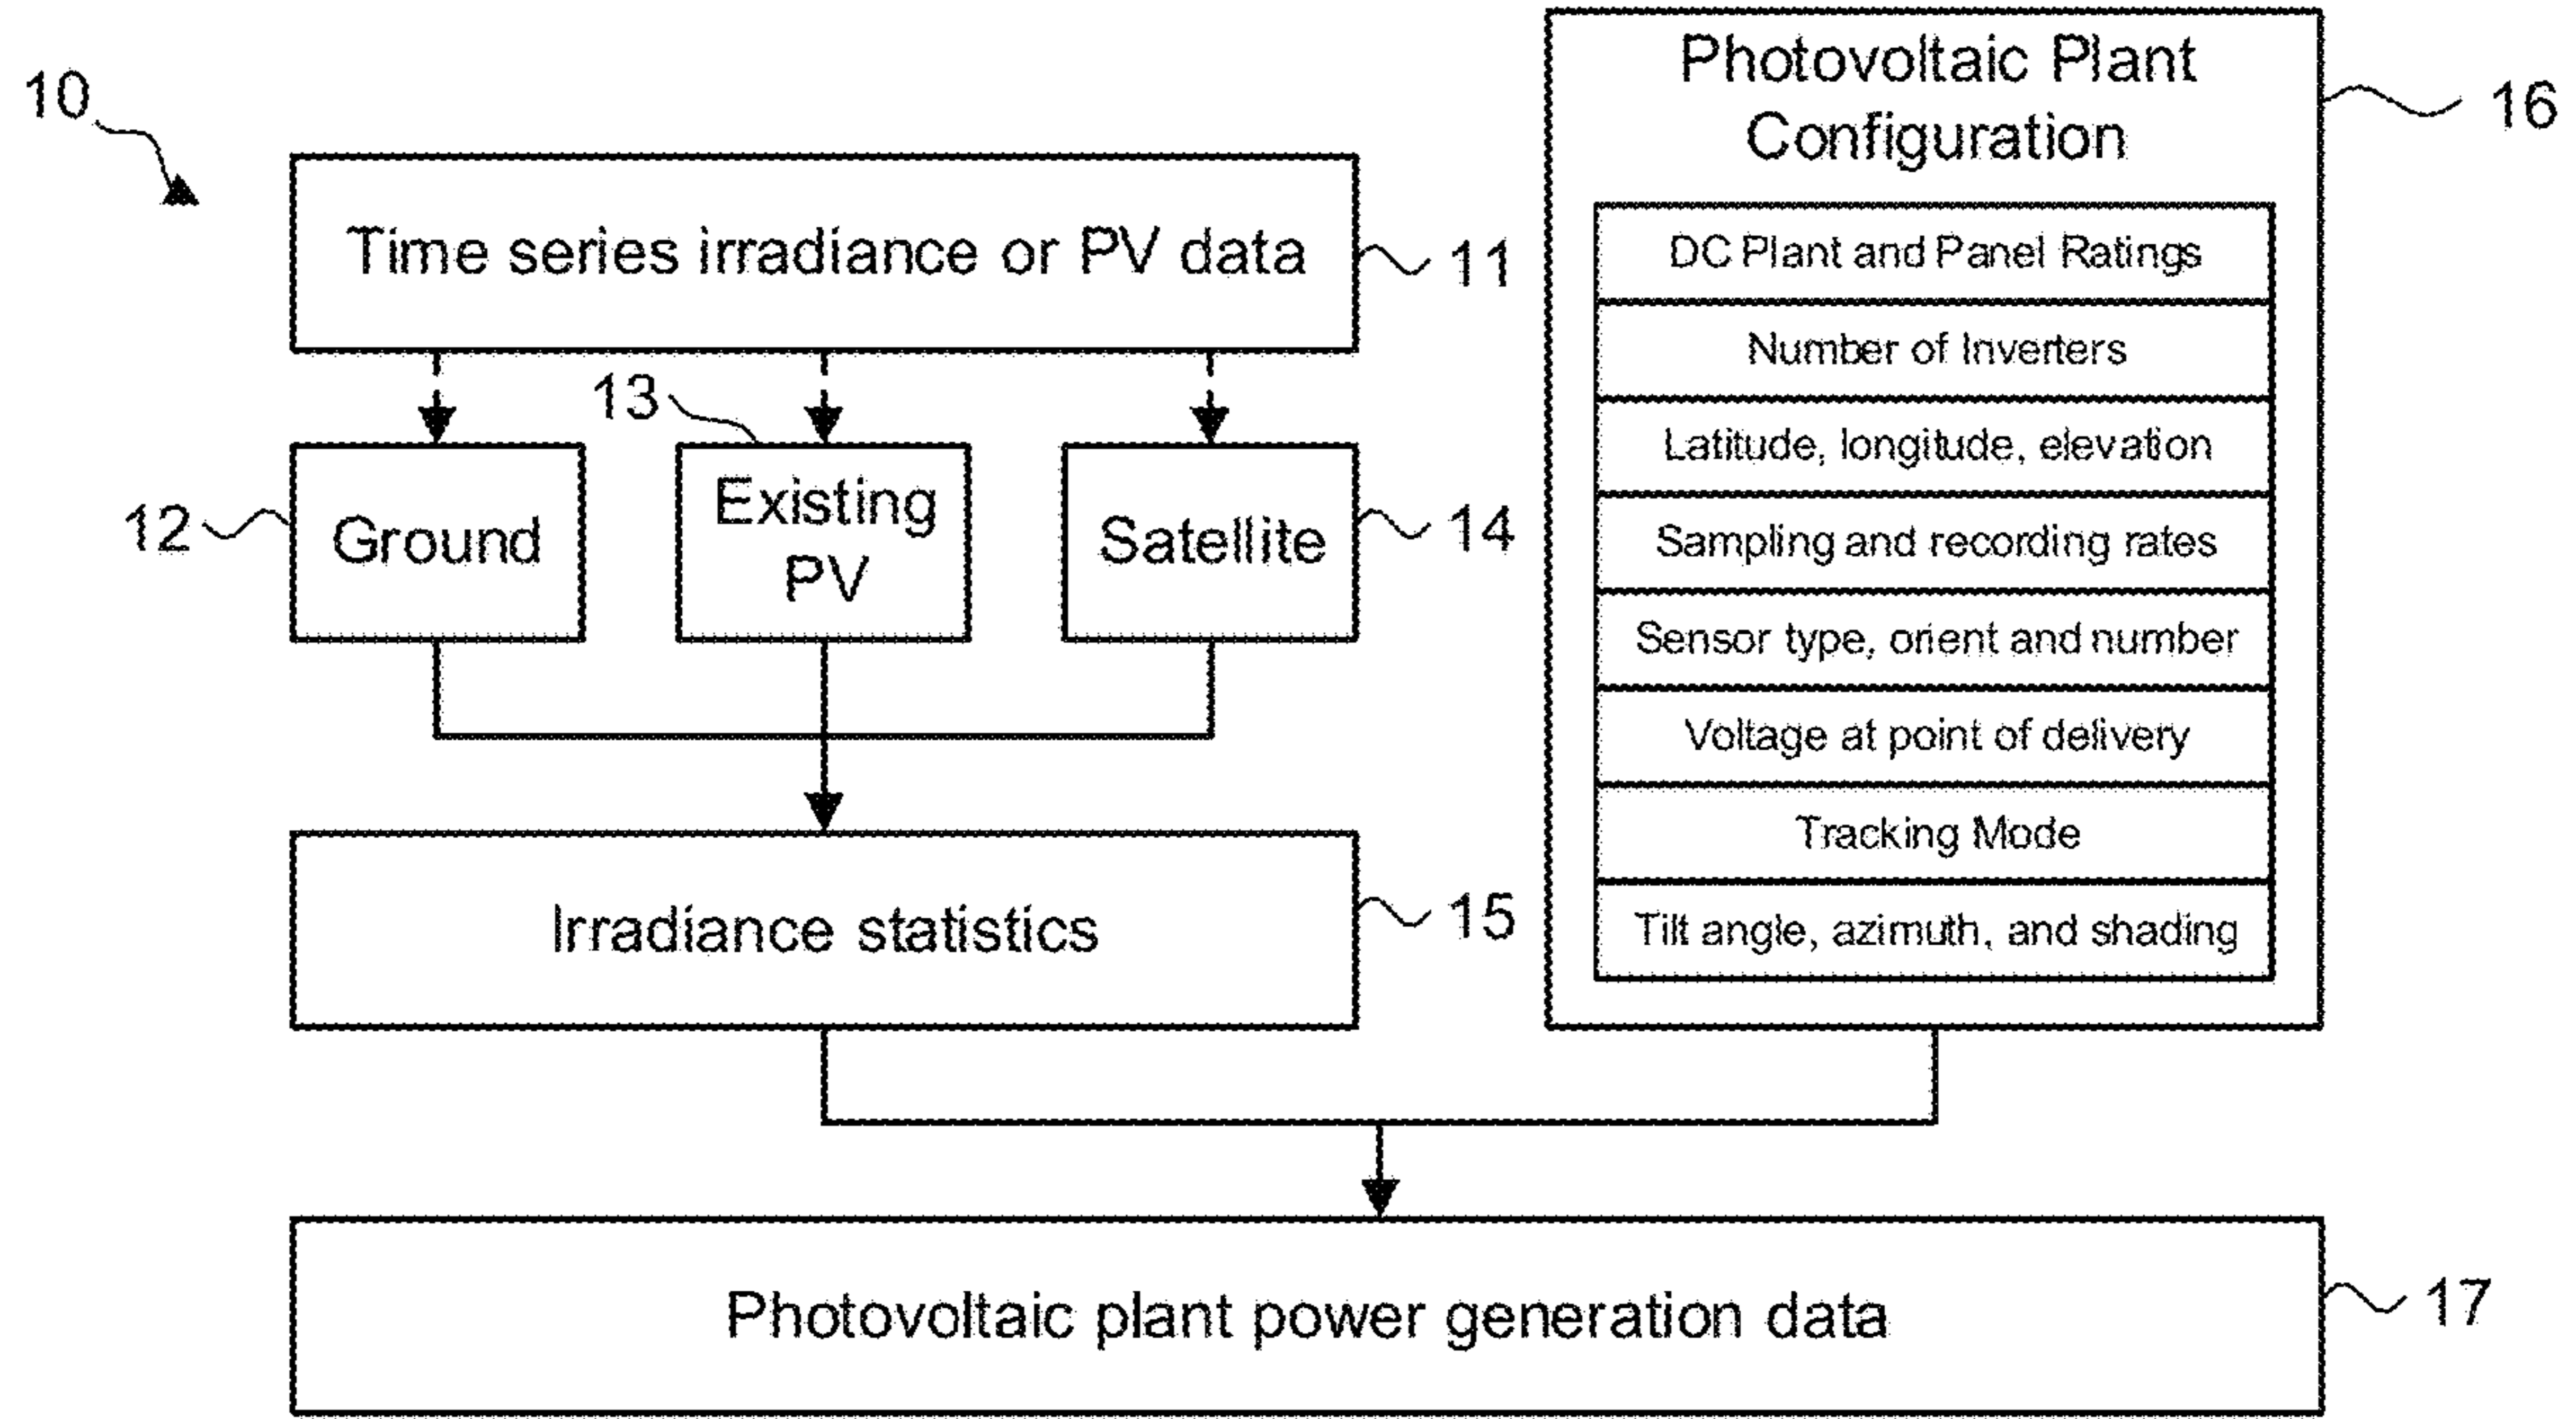 10
Time series irradiance or PV data
11
12
Ground
13
Existing
PV
Satellite
14
Irradiance statistics
15
Photovoltaic Plant
Configuration
16
DC Plant and Panel Ratings
Number of Inverters
Latitude, longitude, elevation
Sampling and recording rates
Sensor type, orient and number
Voltage at point of delivery
Tracking Mode
Tilt angle, azimuth, and shading
Photovoltaic plant power generation data
17